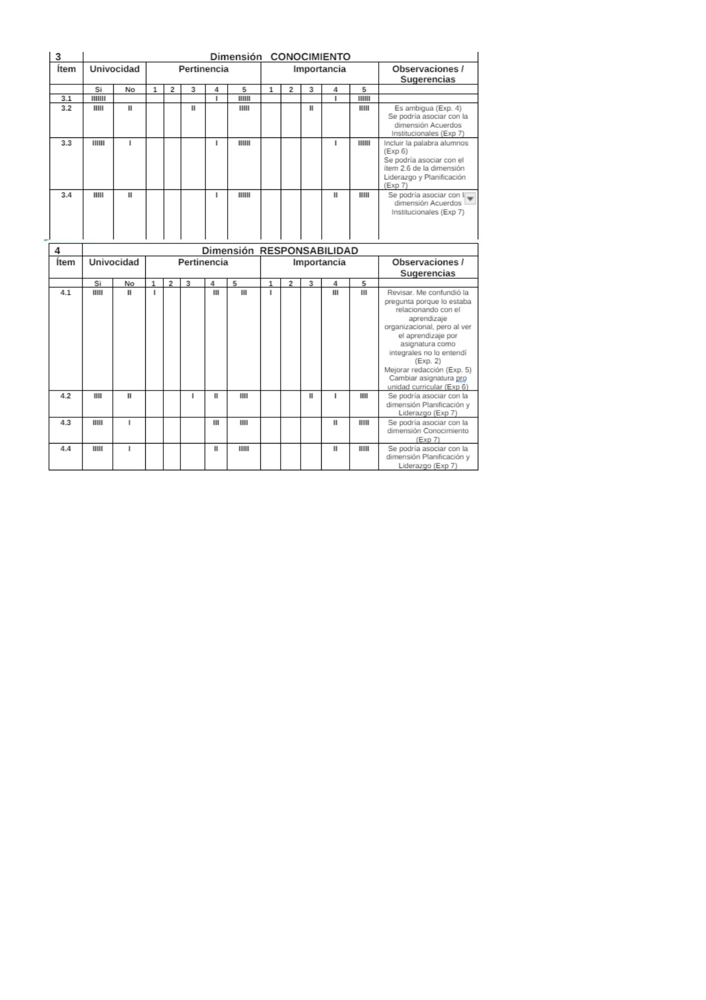 3 Dimensión CONOCIMIENTO
Ítem Univocidad Pertinencia Importancia Observaciones /
Sugerencias
Si No 1 2 3 4 5 1 2 3 4 5
3.1 IIIIIII I IIIIII I IIIIII
3.2 IIIII II II IIIII II IIIII Es ambigua (Exp. 4)
Se podría asociar con la
dimensión Acuerdos
Institucionales (Exp 7)
3.3 IIIIII I I IIIIII I IIIIII Incluir la palabra alumnos
(Exp 6)
Se podría asociar con el
ítem 2.6 de la dimensión
Liderazgo y Planificación
(Exp 7)
3.4 IIIII II I IIIIII II IIIII Se podría asociar con
dimensión Acuerdos
Institucionales (Exp 7)
4 Dimensión RESPONSABILIDAD
Ítem Univocidad Pertinencia Importancia Observaciones /
Sugerencias
Si No 1 2 3 4 5 1 2 3 4 5
4.1 IIIII II I III III I III III Revisar. Me confundió la
pregunta porque lo estaba
relacionando con el
aprendizaje
organizacional, pero al ver
el aprendizaje por
asignatura como
integrales no lo entendí
(Exp. 2)
Mejorar redacción (Exp. 5)
Cambiar asignatura pro
unidad curricular (Exp 6)
4.2 IIII II I II IIII II I IIII Se podría asociar con la
dimensión Planificación y
Liderazgo (Exp 7)
4.3 IIIII I III IIII II IIIII Se podría asociar con la
dimensión Conocimiento
(Exp 7)
4.4 IIIII I II IIIII II IIIII Se podría asociar con la
dimensión Planificación y
Liderazgo (Exp 7)